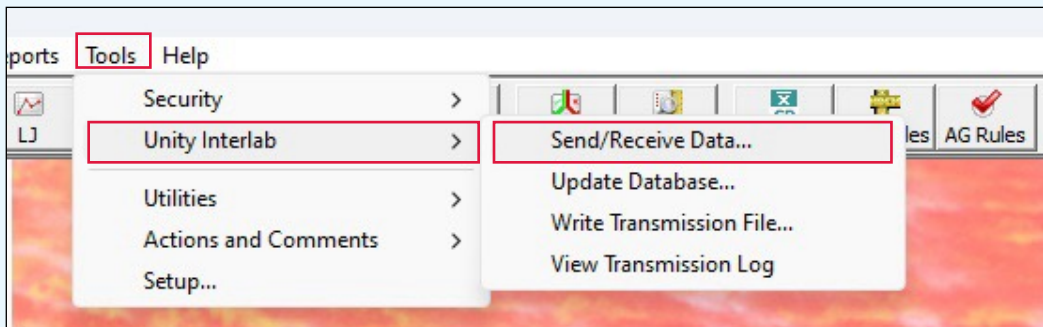 ports Tools Help
Security
Unity Interlab
Utilities
Actions and Comments
Setup...
Send/Receive Data...
Update Database...
Write Transmission File...
View Transmission Log
LJ
les AG Rules